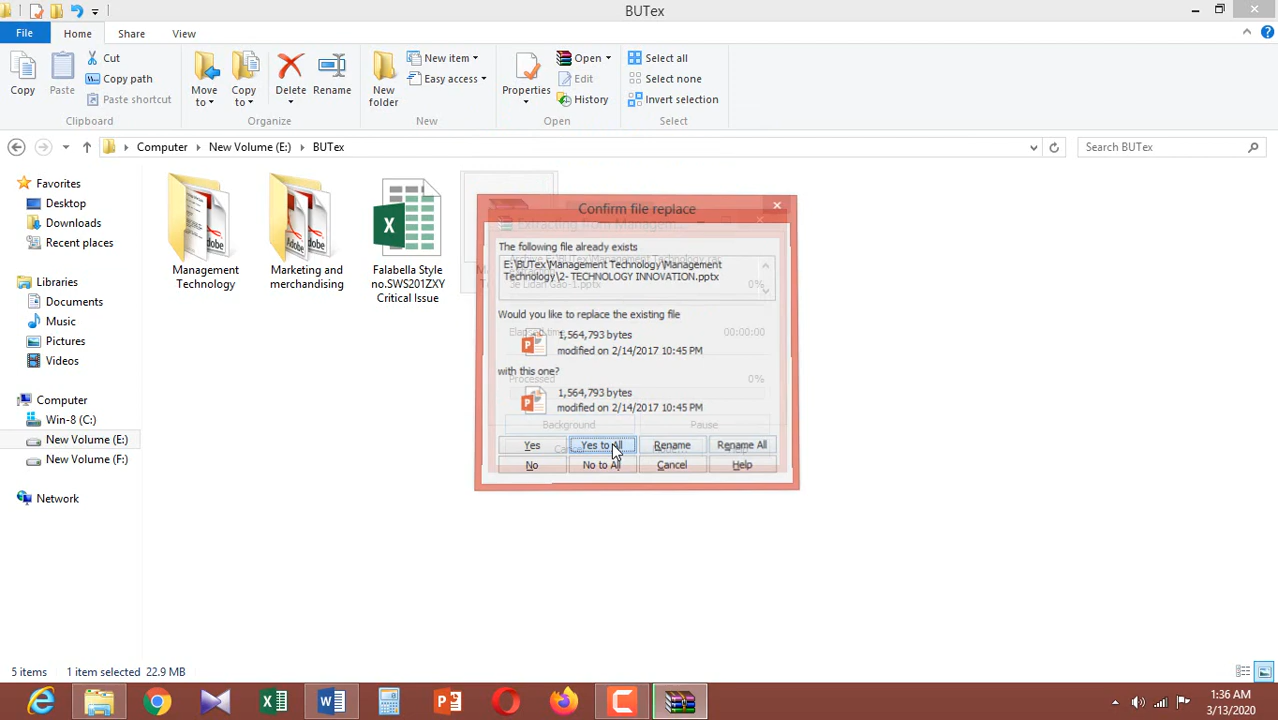 BUTex
File Home Share View
Copy
Paste
Cut
Copy path
Paste shortcut
Clipboard
Move to
Copy to
Delete
Rename
Organize
New folder
New item
Easy access
New
Properties
Open
Edit
History
Open
Select all
Select none
Invert selection
Select
Computer New Volume (E:) BUTex
Search BUTex
Favorites
Desktop
Downloads
Recent places
Libraries
Documents
Music
Pictures
Videos
Computer
Win-8 (C:)
New Volume (E:)
New Volume (F:)
Network
Management
Technology
Marketing and
merchandising
Falabella Style
no.SWS201ZXY
Critical Issue
Confirm file replace
Extracting from Managem...
The following file already exists
E:\BUTex\Management Technology\Management
Technology\2- TECHNOLOGY INNOVATION.pptx
0%
Would you like to replace the existing file
1,564,793 bytes
modified on 2/14/2017 10:45 PM
00:00:00
with this one?
Processed
0%
1,564,793 bytes
modified on 2/14/2017 10:45 PM
Background Pause
Yes Yes to All Rename Rename All
No No to All Cancel Help
5 items 1 item selected 22.9 MB
1:36 AM
3/13/2020